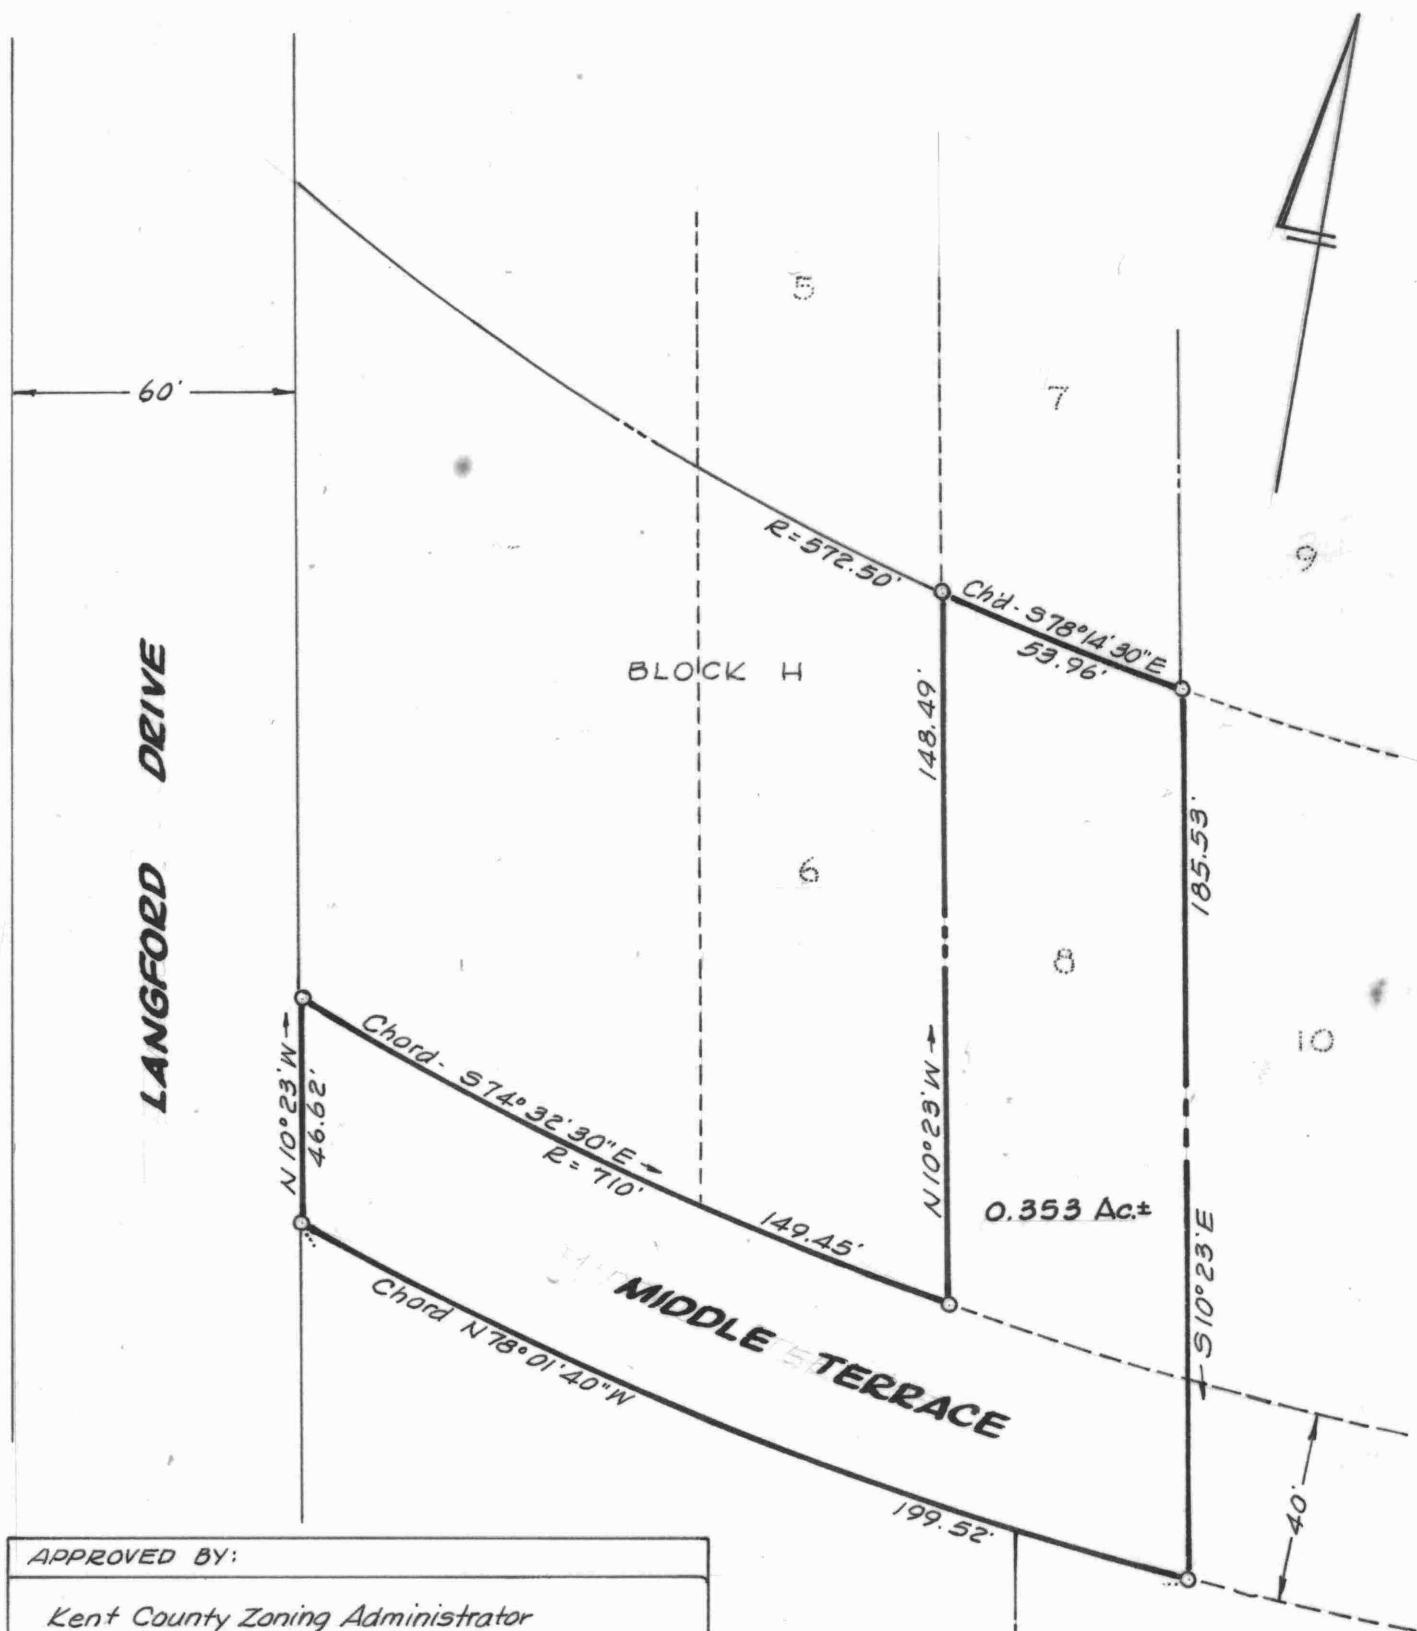 5
7
60'
9
R=572.50'
Ch'd - S78°14'30"E
53.96'
BLOCK H
148.49'
LANGFORD DRIVE
185.53'
6
8
10
Chord - S74°32'30"E
R = 710'
N 10°23'W
46.62'
N10°23'W
0.353 Ac.±
149.45'
S10°23'E
MIDDLE TERRACE
Chord N78°01'40"W
199.52'
40'
APPROVED BY:
Kent County Zoning Administrator